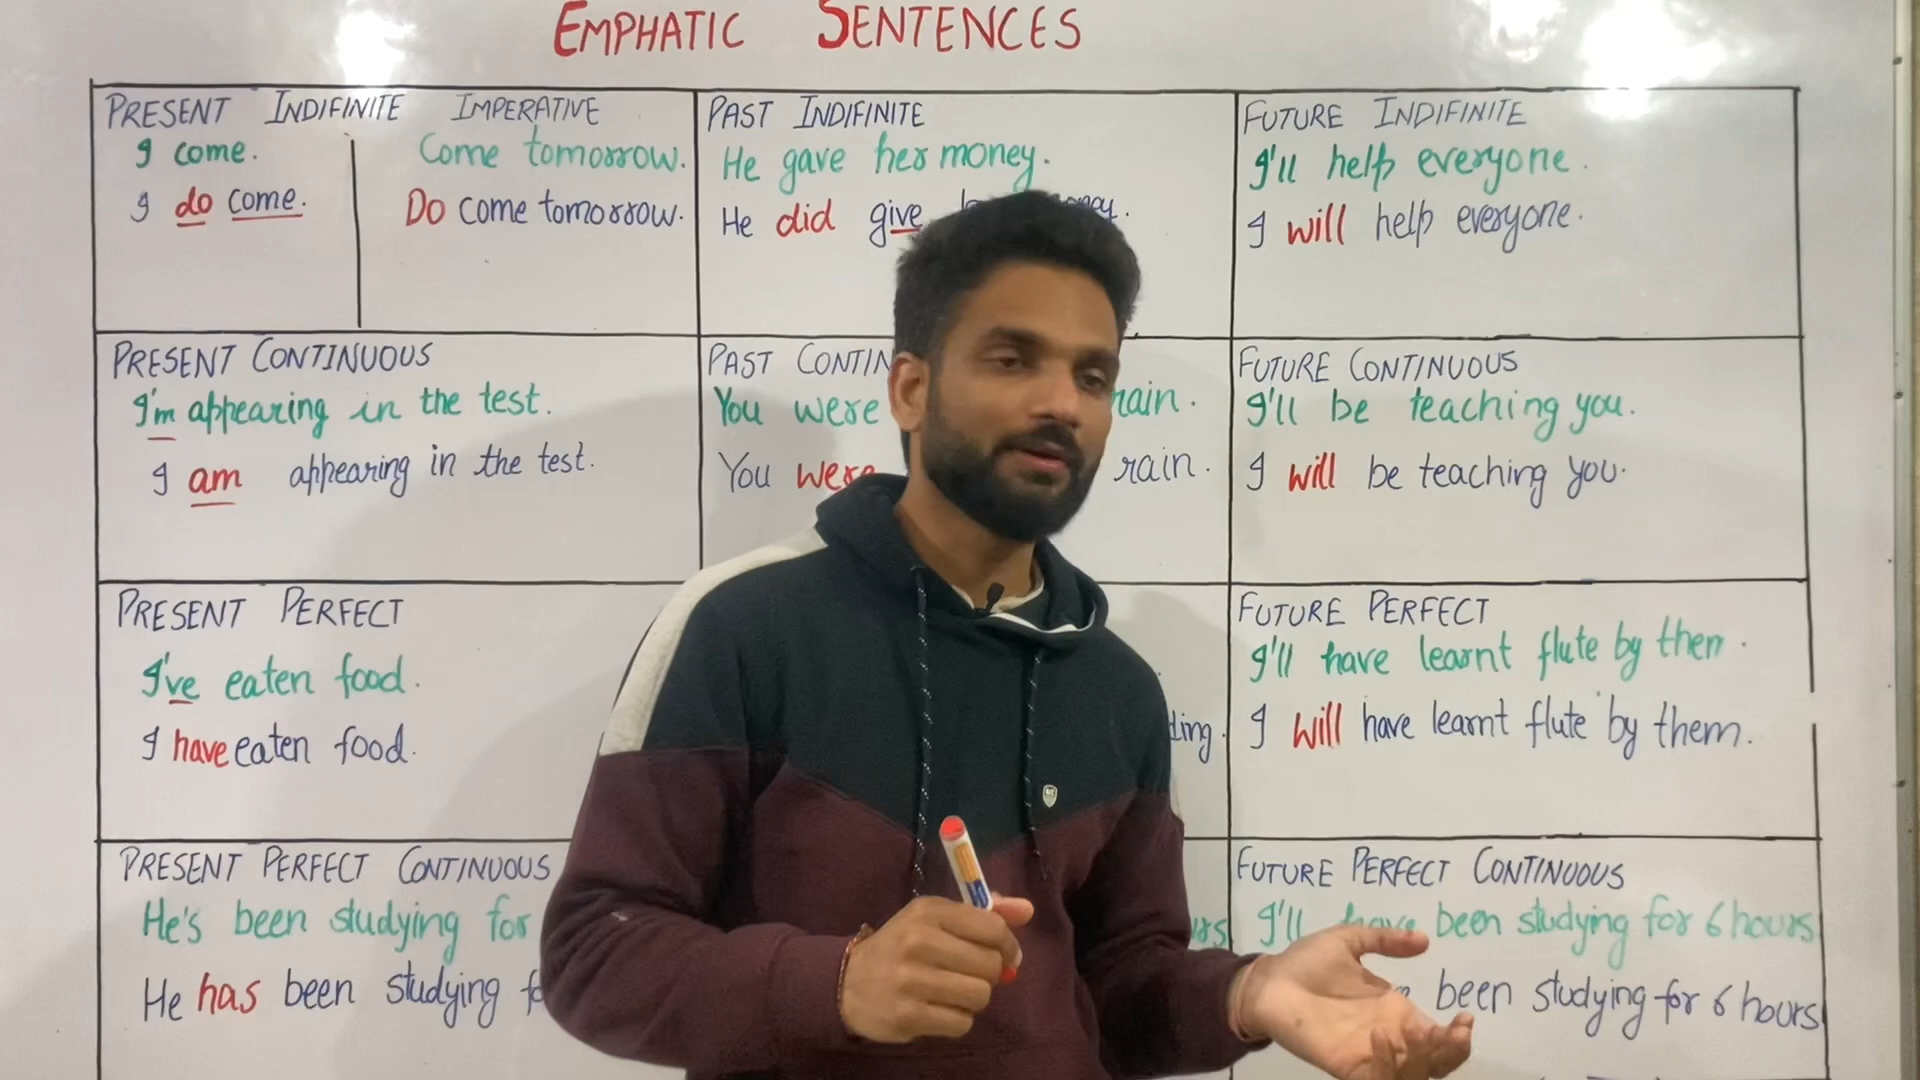 EMPHATIC SENTENCES
PRESENT INDIFINITE IMPERATIVE
I come. Come tomorrow.
I do come. Do come tomorrow.
PAST INDIFINITE
He gave her money.
He did give
FUTURE INDIFINITE
I'll help everyone.
I will help everyone.
PRESENT CONTINUOUS
I'm appearing in the test.
I am appearing in the test.
PAST
You were rain.
You were rain.
FUTURE CONTINUOUS
I'll be teaching you.
I will be teaching you.
PRESENT PERFECT
I've eaten food.
I have eaten food.
FUTURE PERFECT
I'll have learnt flute by then.
I will have learnt flute by them.
PRESENT PERFECT CONTINUOUS
He's been studying for
He has been studying
FUTURE PERFECT CONTINUOUS
I'll have been studying for 6 hours
been studying for 6 hours